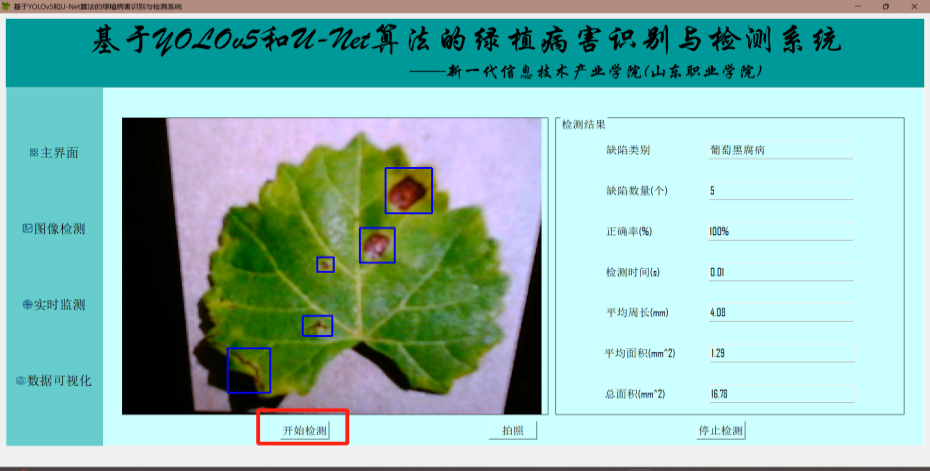 基于YOLOv5和U-Net算法的绿植病害识别与检测系统
基于YOLOv5和U-Net算法的绿植病害识别与检测系统
——新一代信息技术产业学院(山东职业学院)
主界面
图像检测
实时监测
数据可视化
检测结果
缺陷类别 葡萄黑腐病
缺陷数量(个) 5
正确率(%) 100%
检测时间(s) 0.01
平均周长(mm) 4.08
平均面积(mm^2) 1.29
总面积(mm^2) 16.78
开始检测
拍照
停止检测